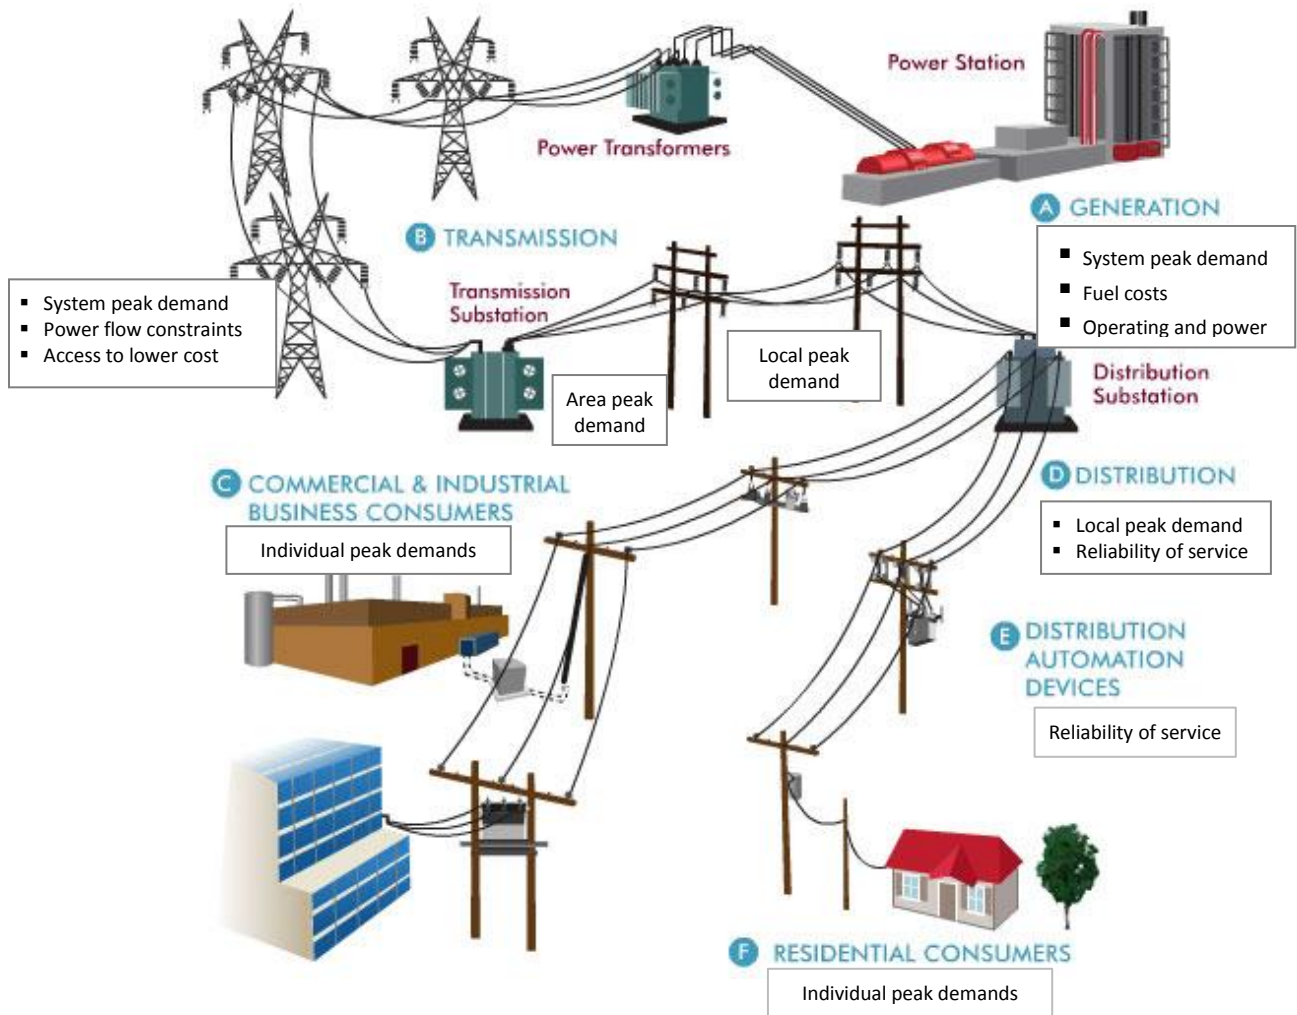 Power Station
Power Transformers
A GENERATION
▪ System peak demand
▪ Fuel costs
▪ Operating and power
B TRANSMISSION
▪ System peak demand
▪ Power flow constraints
▪ Access to lower cost
Transmission
Substation
Area peak
demand
Local peak
demand
Distribution
Substation
C COMMERCIAL & INDUSTRIAL
BUSINESS CONSUMERS
Individual peak demands
D DISTRIBUTION
▪ Local peak demand
▪ Reliability of service
E DISTRIBUTION
AUTOMATION
DEVICES
Reliability of service
F RESIDENTIAL CONSUMERS
Individual peak demands